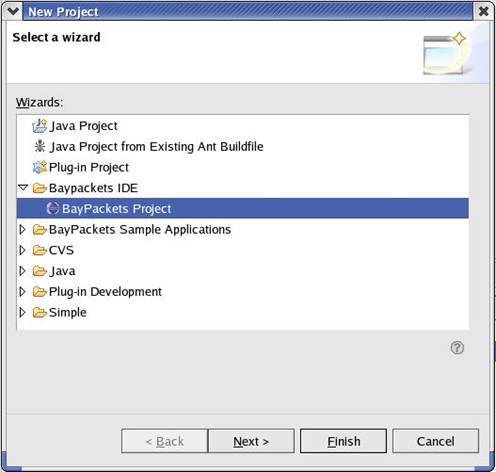 New Project
Select a wizard
Wizards:
Java Project
Java Project from Existing Ant Buildfile
Plug-in Project
Baypackets IDE
BayPackets Project
BayPackets Sample Applications
CVS
Java
Plug-in Development
Simple
?
< Back
Next >
Finish
Cancel